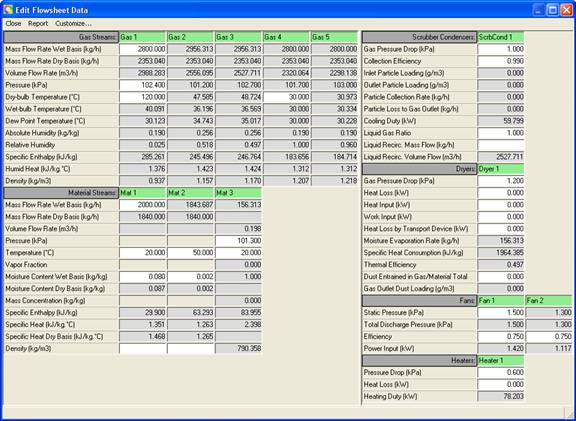 Edit Flowsheet Data
Close Report Customize...
Gas Streams: Gas 1 Gas 2 Gas 3 Gas 4 Gas 5
Mass Flow Rate Wet Basis (kg/h) 2800.000 2956.313 2956.313 2800.000 2800.000
Mass Flow Rate Dry Basis (kg/h) 2353.040 2353.040 2353.040 2353.040 2353.040
Volume Flow Rate (m3/h) 2988.283 2556.095 2527.711 2320.064 2298.138
Pressure (kPa) 102.400 101.200 102.700 101.700 103.000
Dry-bulb Temperature (°C) 120.000 47.585 48.724 30.000 30.973
Wet-bulb Temperature (°C) 40.091 36.196 36.569 30.000 30.334
Dew Point Temperature (°C) 30.123 34.743 35.017 30.000 30.228
Absolute Humidity (kg/kg) 0.190 0.256 0.256 0.190 0.190
Relative Humidity 0.025 0.518 0.497 1.000 0.960
Specific Enthalpy (kJ/kg) 285.261 245.496 246.764 183.656 184.714
Humid Heat (kJ/kg.°C) 1.376 1.423 1.424 1.312 1.312
Density (kg/m3) 0.937 1.157 1.170 1.207 1.218
Material Streams: Mat 1 Mat 2 Mat 3
Mass Flow Rate Wet Basis (kg/h) 2000.000 1843.687 156.313
Mass Flow Rate Dry Basis (kg/h) 1840.000 1840.000
Volume Flow Rate (m3/h) 0.198
Pressure (kPa) 101.300
Temperature (°C) 20.000 50.000 20.000
Vapor Fraction 0.000
Moisture Content Wet Basis (kg/kg) 0.080 0.002 1.000
Moisture Content Dry Basis (kg/kg) 0.087 0.002
Mass Concentration (kg/kg) 0.000
Specific Enthalpy (kJ/kg) 29.900 63.293 83.955
Specific Heat (kJ/kg.°C) 1.351 1.263 2.398
Specific Heat Dry Basis (kJ/kg.°C) 1.468 1.265
Density (kg/m3) 790.358
Scrubber Condensers: ScrbCond 1
Gas Pressure Drop (kPa) 1.000
Collection Efficiency 0.990
Inlet Particle Loading (g/m3) 0.000
Outlet Particle Loading (g/m3) 0.000
Particle Collection Rate (kg/h) 0.000
Particle Loss to Gas Outlet (kg/h) 0.000
Cooling Duty (kW) 59.799
Liquid Gas Ratio 1.000
Liquid Recirc. Mass Flow (kg/h)
Liquid Recirc. Volume Flow (m3/h) 2527.711
Dryers: Dryer 1
Gas Pressure Drop (kPa) 1.200
Heat Loss (kW) 0.000
Heat Input (kW) 0.000
Work Input (kW) 0.000
Heat Loss by Transport Device (kW) 0.000
Moisture Evaporation Rate (kg/h) 156.313
Specific Heat Consumption (kJ/kg) 1964.385
Thermal Efficiency 0.497
Dust Entrained in Gas/Material Total 0.000
Gas Outlet Dust Loading (g/m3) 0.000
Fans: Fan 1 Fan 2
Static Pressure (kPa) 1.500 1.300
Total Discharge Pressure (kPa) 1.500 1.300
Efficiency 0.750 0.750
Power Input (kW) 1.420 1.117
Heaters: Heater 1
Pressure Drop (kPa) 0.600
Heat Loss (kW) 0.000
Heating Duty (kW) 78.203